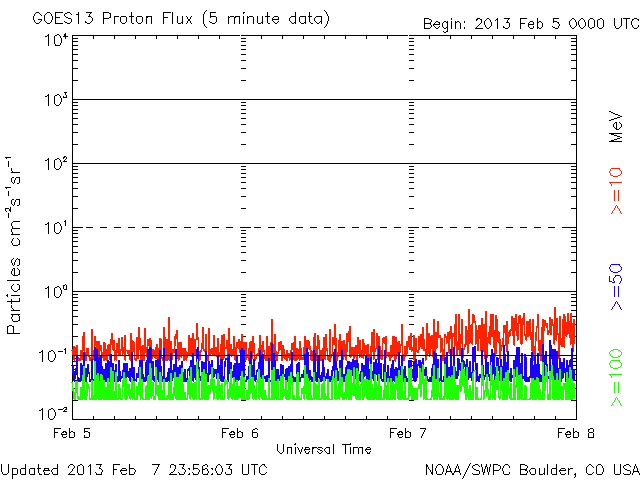 GOES13 Proton Flux (5 minute data)
Begin: 2013 Feb 5 0000 UTC
Particles cm⁻²s⁻¹sr⁻¹
10⁴
10³
10²
10¹
10⁰
10⁻¹
10⁻²
Feb 5
Feb 6
Feb 7
Feb 8
Universal Time
>=100 >=50 >=10 MeV
Updated 2013 Feb 7 23:56:03 UTC
NOAA/SWPC Boulder, CO USA